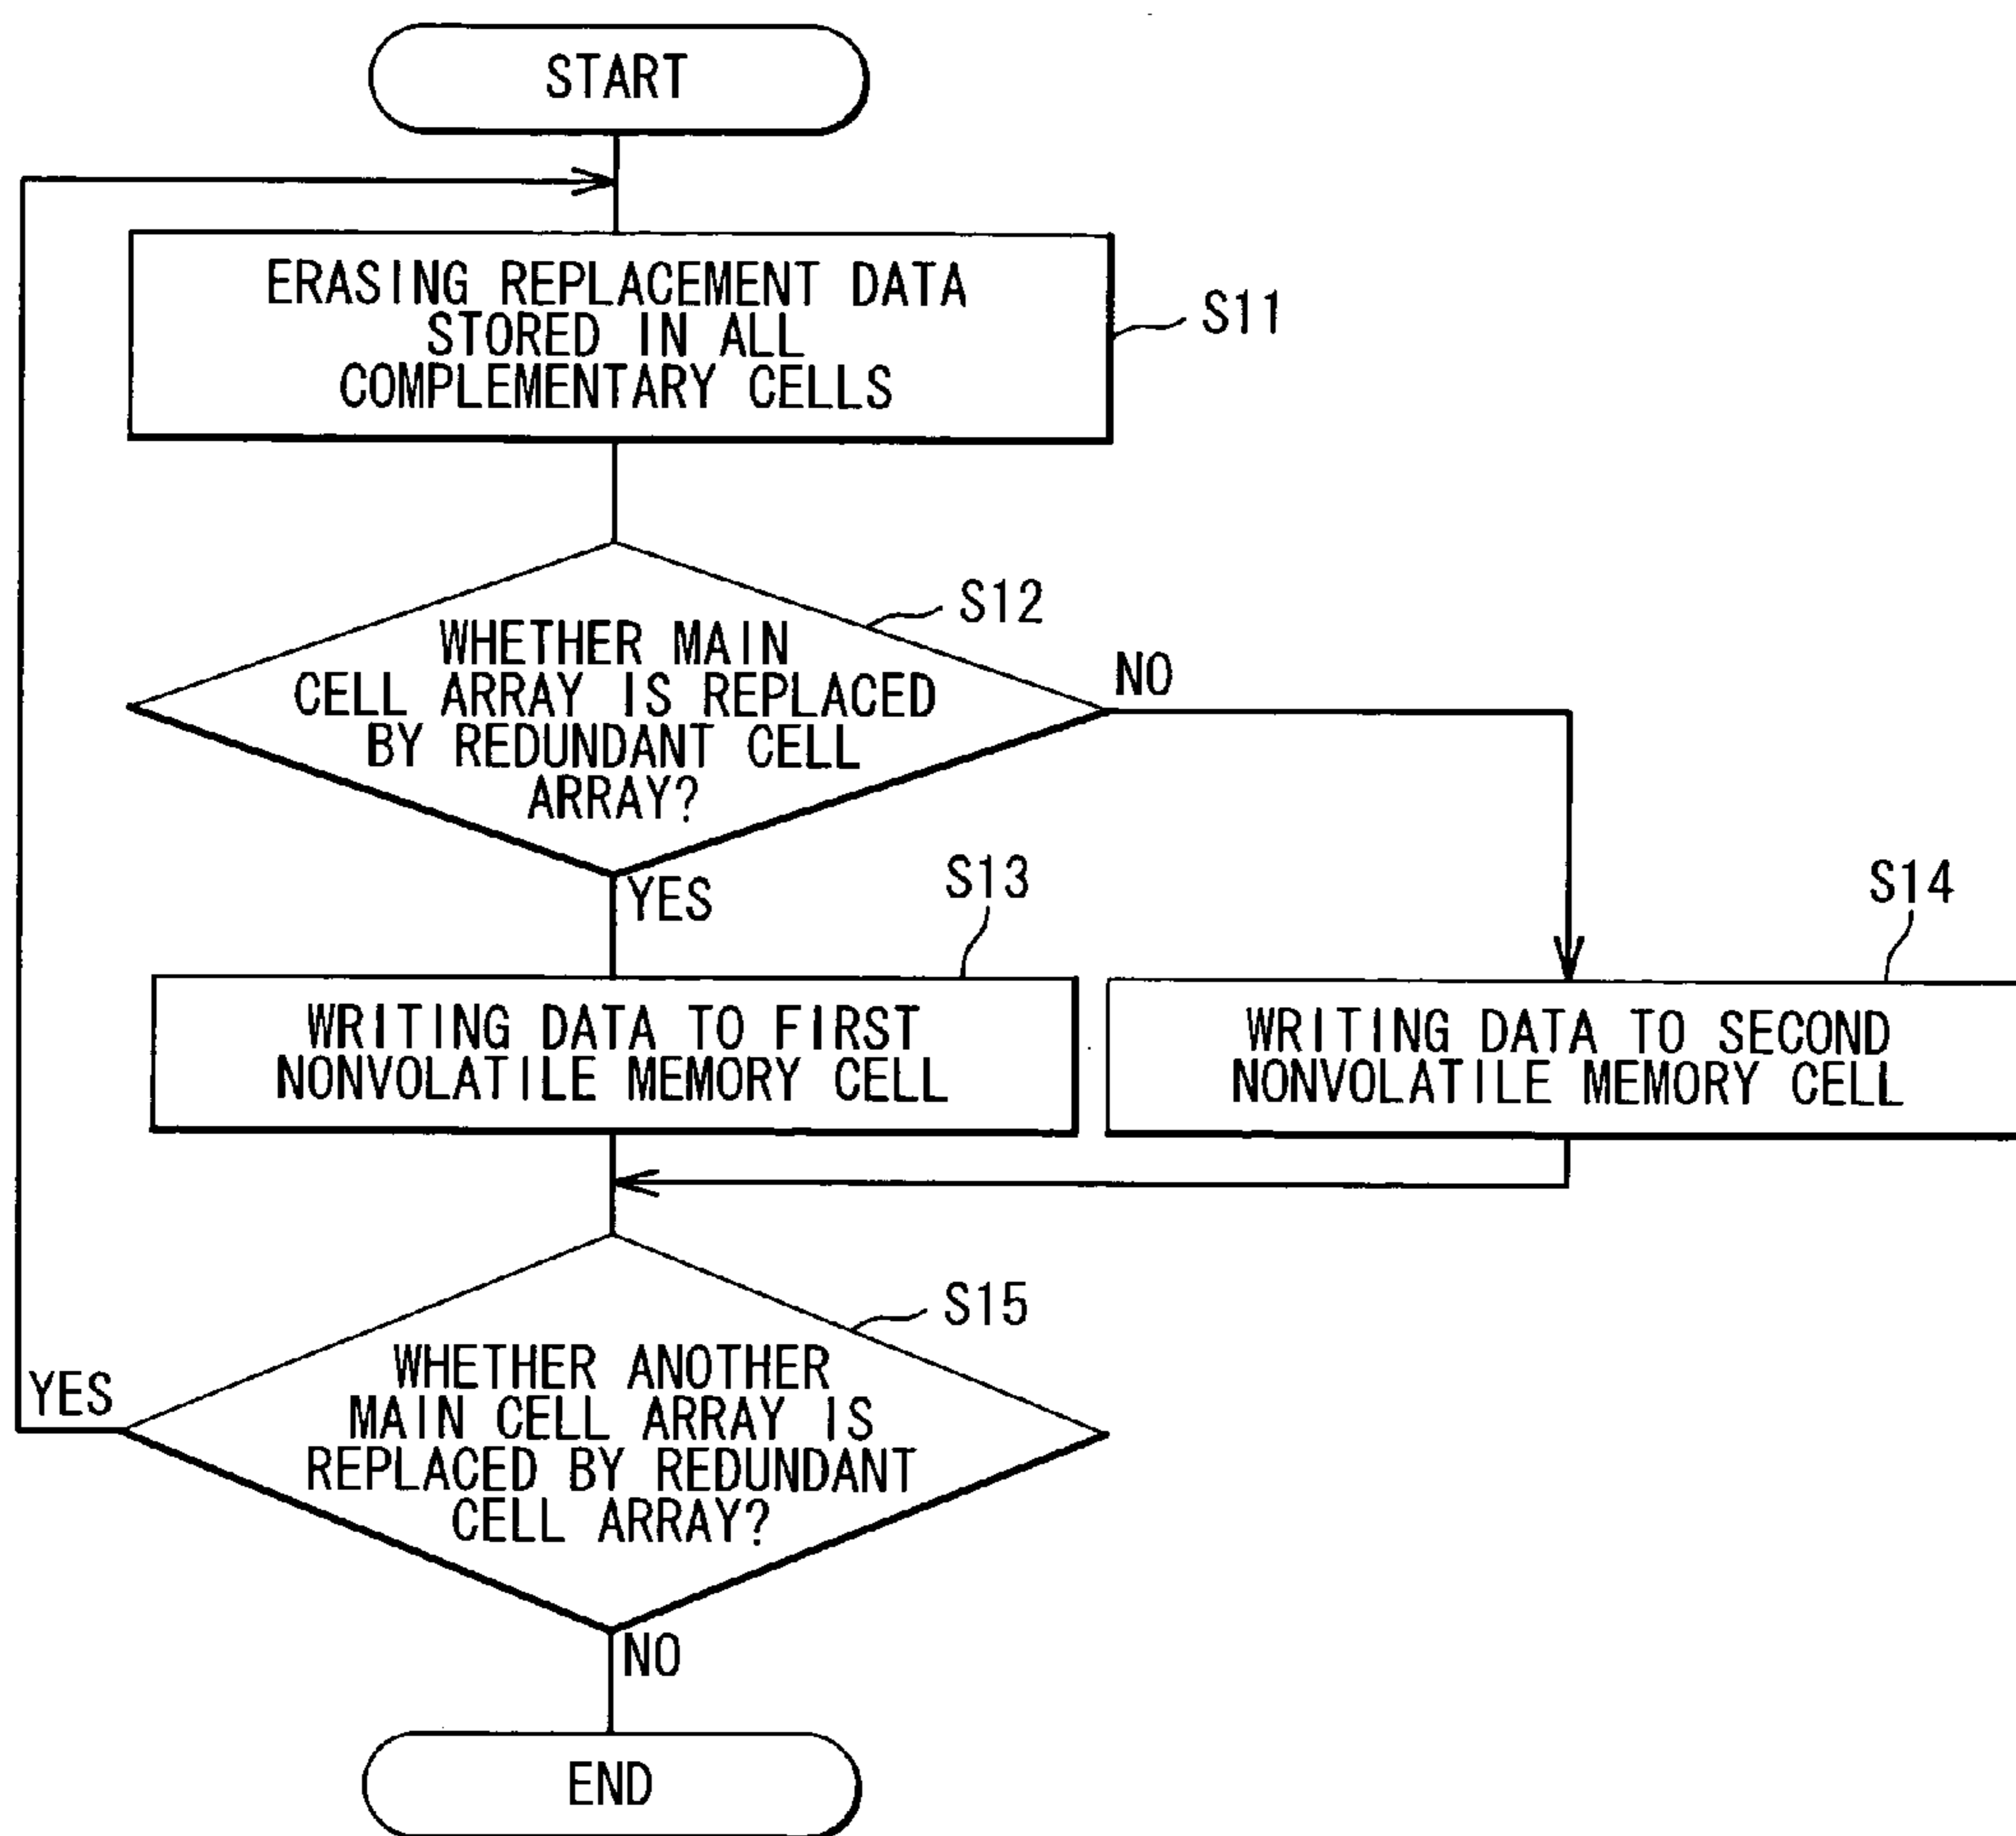 START
ERASING REPLACEMENT DATA
STORED IN ALL
COMPLEMENTARY CELLS
S11
S12
WHETHER MAIN
CELL ARRAY IS REPLACED
BY REDUNDANT CELL
ARRAY?
NO
YES
S13
S14
WRITING DATA TO FIRST
NONVOLATILE MEMORY CELL
WRITING DATA TO SECOND
NONVOLATILE MEMORY CELL
S15
WHETHER ANOTHER
MAIN CELL ARRAY IS
REPLACED BY REDUNDANT
CELL ARRAY?
YES
NO
END